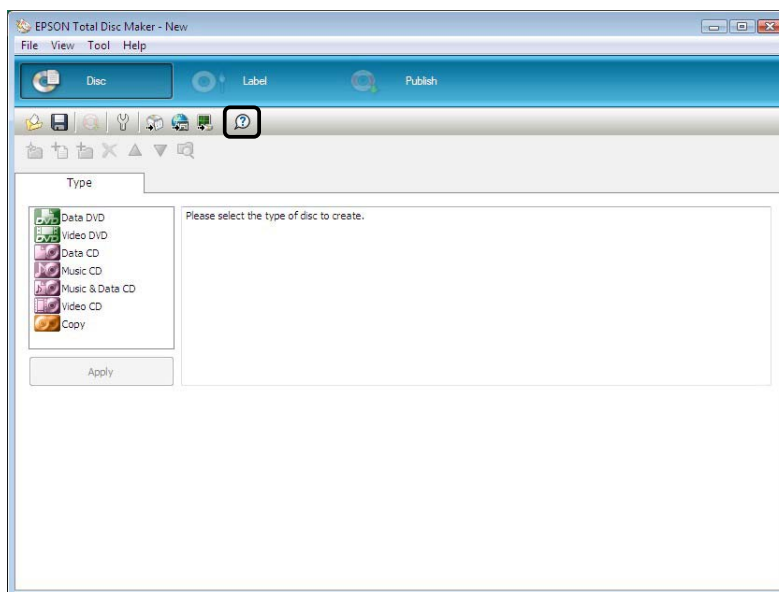 EPSON Total Disc Maker - New
File View Tool Help
Disc Label Publish
Type
Data DVD
Video DVD
Data CD
Music CD
Music & Data CD
Video CD
Copy
Please select the type of disc to create.
Apply